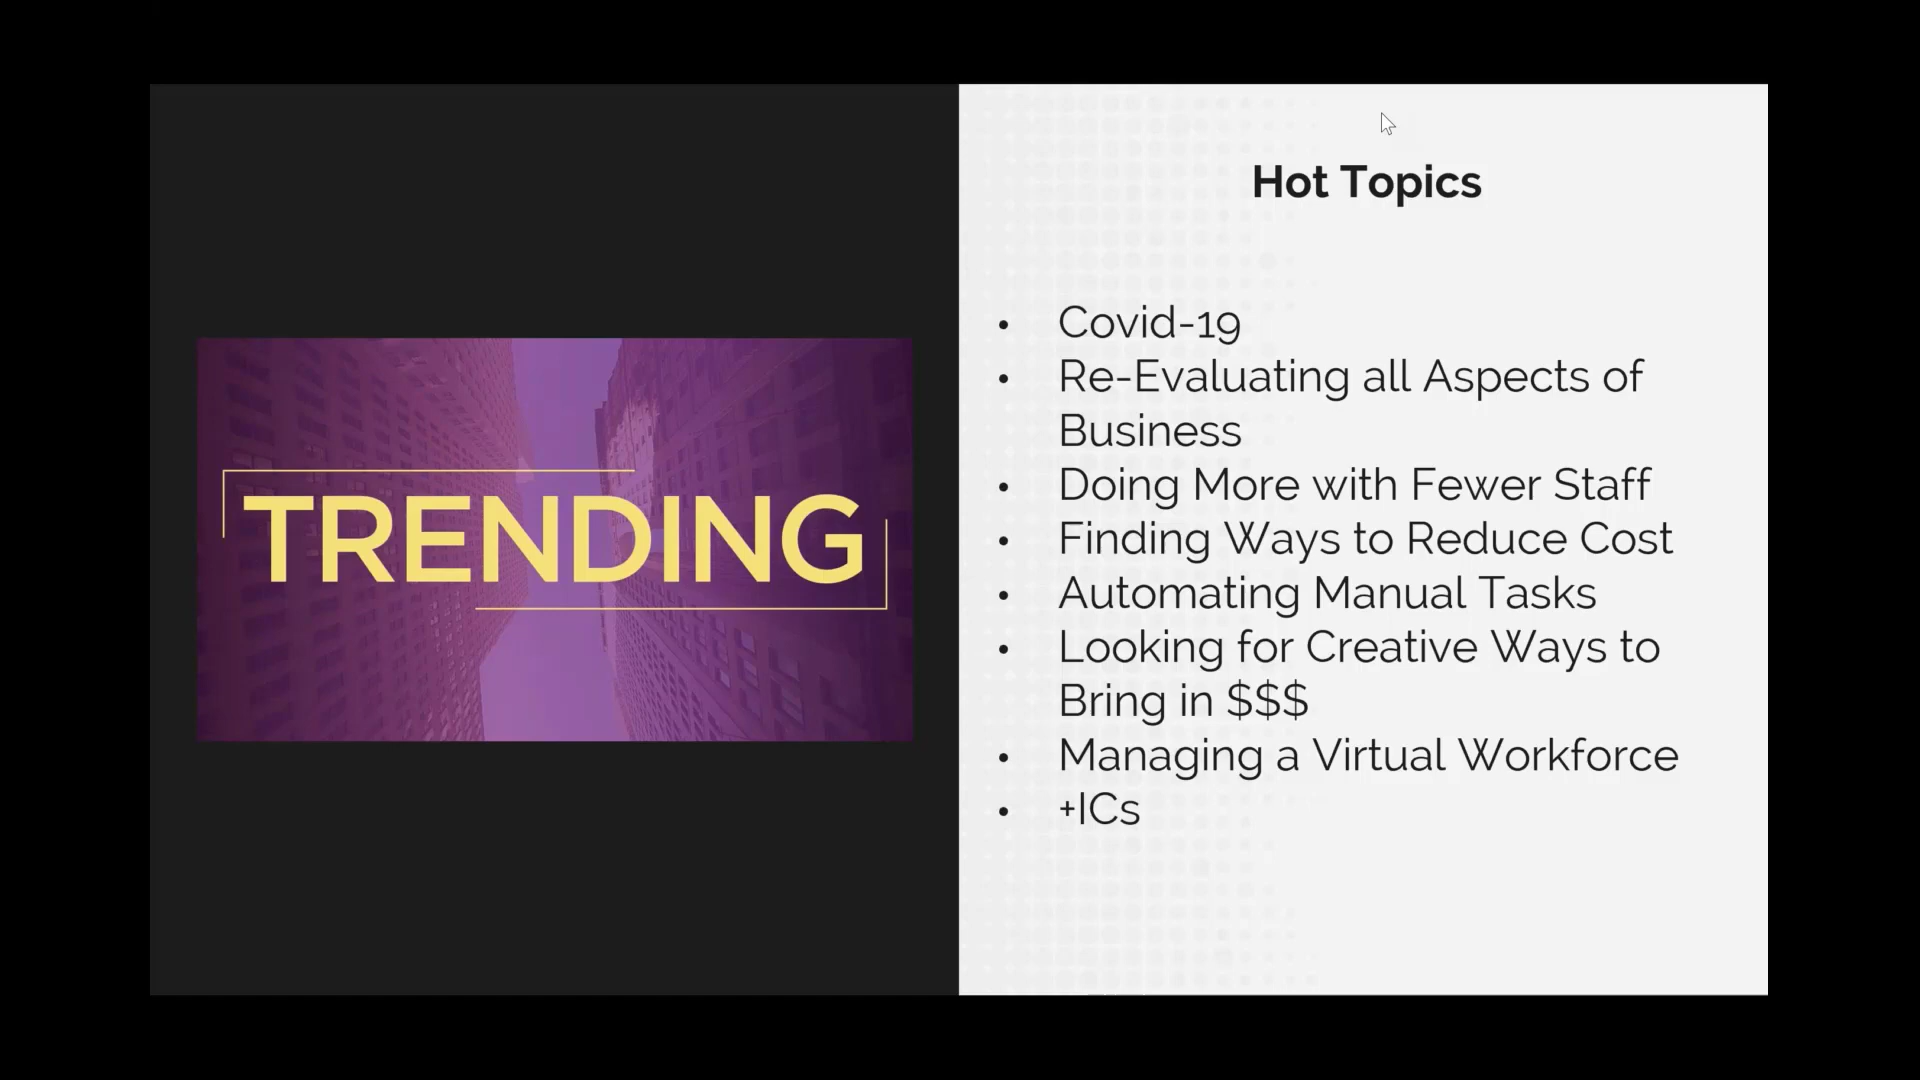 TRENDING
Hot Topics
• Covid-19
• Re-Evaluating all Aspects of
Business
• Doing More with Fewer Staff
• Finding Ways to Reduce Cost
• Automating Manual Tasks
• Looking for Creative Ways to
Bring in $$$
• Managing a Virtual Workforce
• +ICs